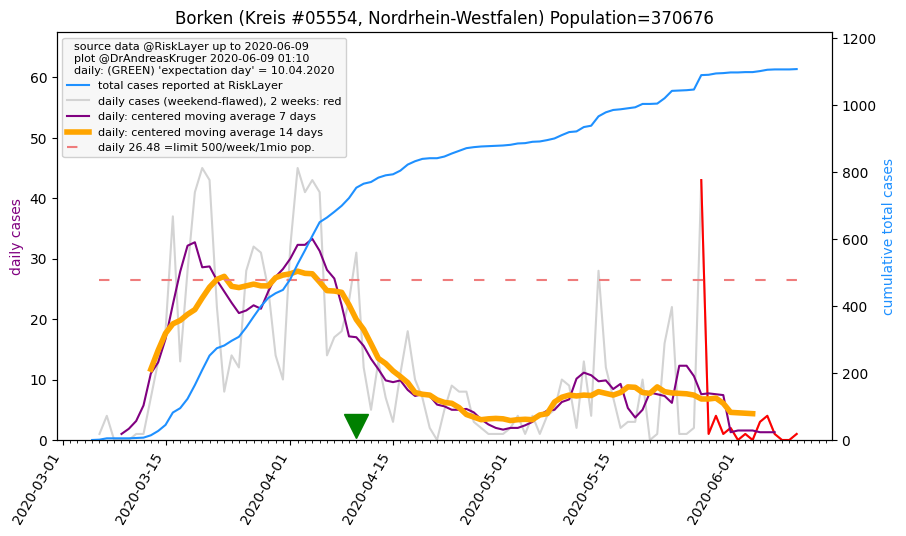 Borken (Kreis #05554, Nordrhein-Westfalen) Population=370676
source data @RiskLayer up to 2020-06-09
plot @DrAndreasKruger 2020-06-09 01:10
daily: (GREEN) 'expectation day' = 10.04.2020
total cases reported at RiskLayer
daily cases (weekend-flawed), 2 weeks: red
daily: centered moving average 7 days
daily: centered moving average 14 days
daily 26.48 =limit 500/week/1mio pop.
daily cases
60
50
40
30
20
10
0
cumulative total cases
1200
1000
800
600
400
200
0
2020-03-01
2020-03-15
2020-04-01
2020-04-15
2020-05-01
2020-05-15
2020-06-01